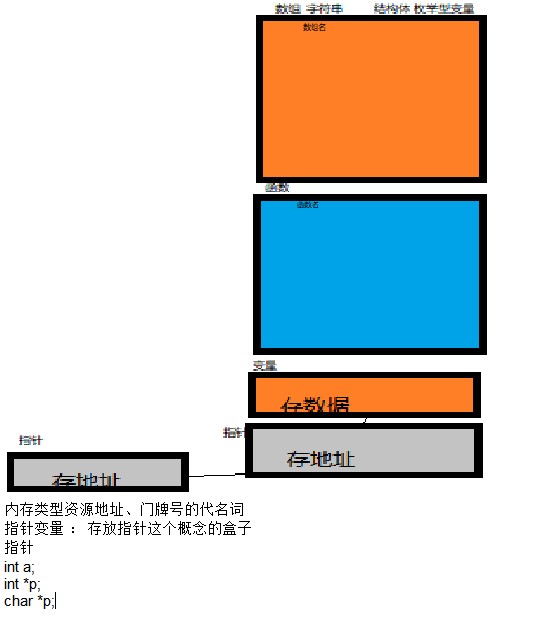 数组 字符串 结构体 枚举型变量
数组名
函数
函数名
变量
存数据
指针
存地址
指针
存地址
内存类型资源地址、门牌号的代名词
指针变量 ： 存放指针这个概念的盒子
指针
int a;
int *p;
char *p;